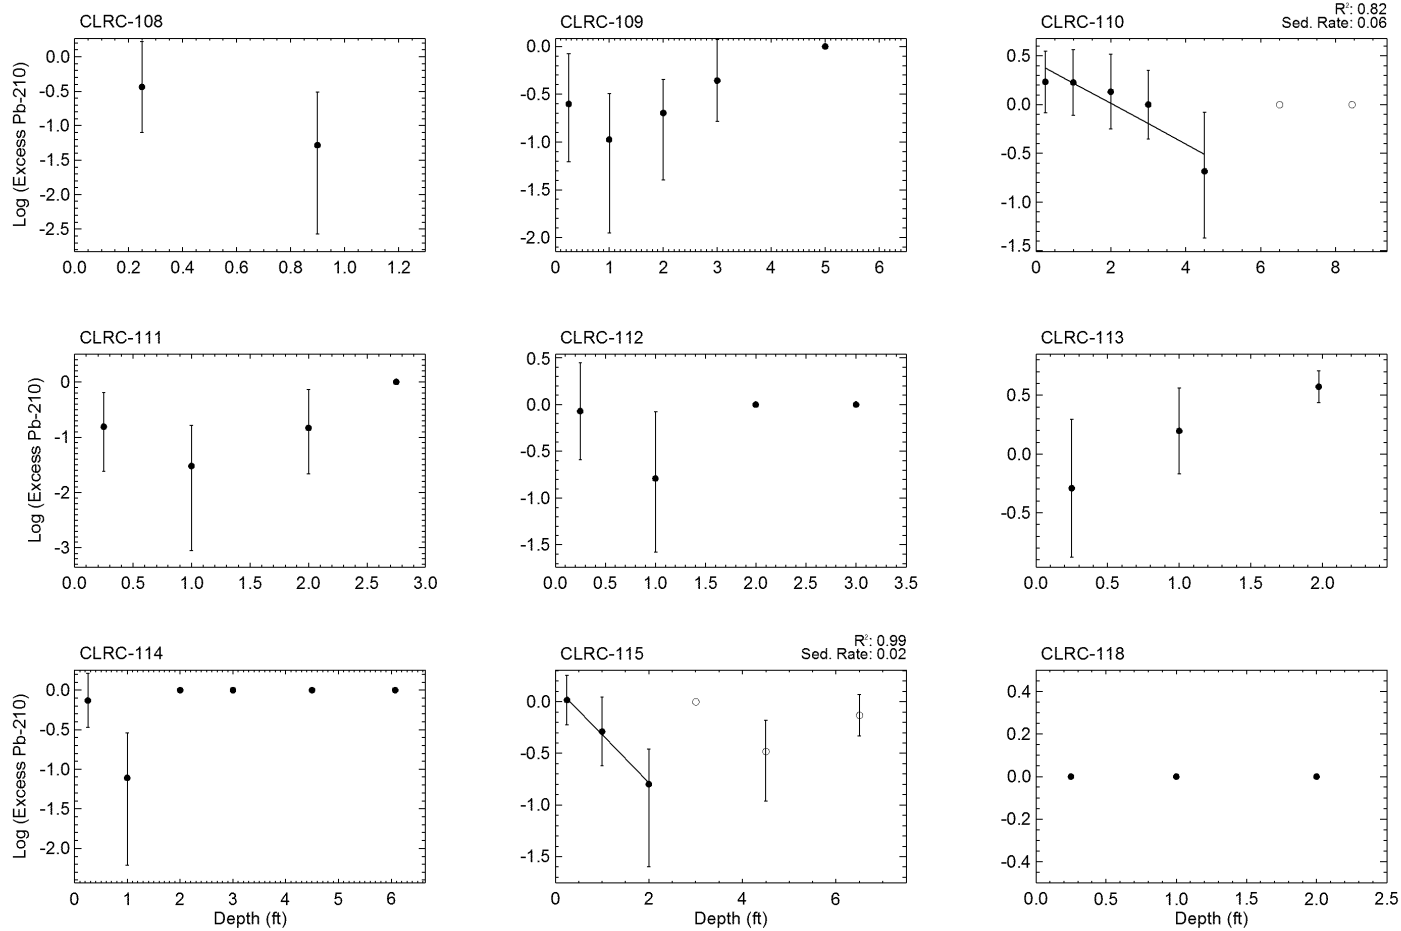 CLRC-108
Log (Excess Pb-210)
0.0
-0.5
-1.0
-1.5
-2.0
-2.5
0.0 0.2 0.4 0.6 0.8 1.0 1.2
CLRC-109
0.0
-0.5
-1.0
-1.5
-2.0
0 1 2 3 4 5 6
CLRC-110
R²: 0.82
Sed. Rate: 0.06
0.5
0.0
-0.5
-1.0
-1.5
0 2 4 6 8
CLRC-111
Log (Excess Pb-210)
0
-1
-2
-3
0.0 0.5 1.0 1.5 2.0 2.5 3.0
CLRC-112
0.5
0.0
-0.5
-1.0
-1.5
0.0 0.5 1.0 1.5 2.0 2.5 3.0 3.5
CLRC-113
0.5
0.0
-0.5
0.0 0.5 1.0 1.5 2.0
CLRC-114
Log (Excess Pb-210)
0.0
-0.5
-1.0
-1.5
-2.0
0 1 2 3 4 5 6
Depth (ft)
CLRC-115
R²: 0.99
Sed. Rate: 0.02
0.0
-0.5
-1.0
-1.5
0 2 4 6
Depth (ft)
CLRC-118
0.4
0.2
0.0
-0.2
-0.4
0.0 0.5 1.0 1.5 2.0 2.5
Depth (ft)